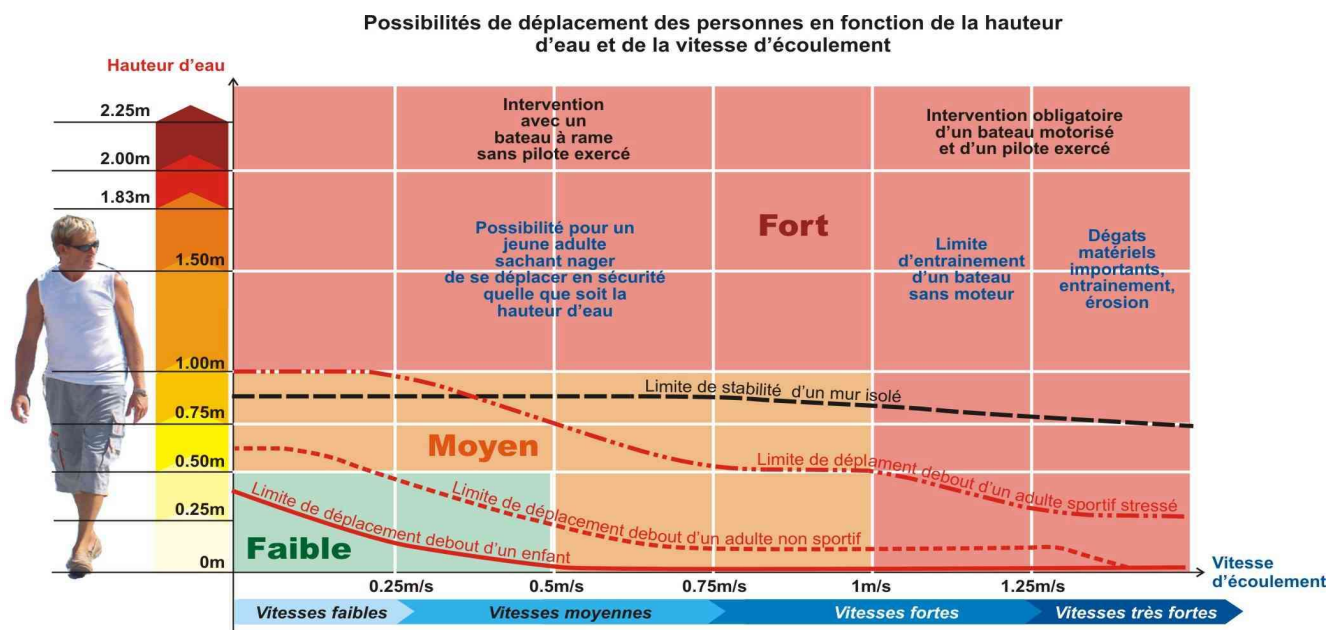 Possibilités de déplacement des personnes en fonction de la hauteur
d'eau et de la vitesse d'écoulement
Hauteur d'eau
2.25m
2.00m
1.83m
1.50m
1.00m
0.75m
0.50m
0.25m
0m
Intervention
avec un
bateau à rame
sans pilote exercé
Intervention obligatoire
d'un bateau motorisé
et d'un pilote exercé
Possibilité pour un
jeune adulte
sachant nager
de se déplacer en sécurité
quelle que soit la
hauteur d'eau
Fort
Limite
d'entrainement
d'un bateau
sans moteur
Dégats
matériels
importants,
entrainement,
érosion
Limite de stabilité d'un mur isolé
Moyen
Limite de déplament debout d'un adulte sportif stressé
Limite de déplacement debout d'un adulte non sportif
Limite de déplacement debout d'un enfant
Faible
0.25m/s
0.5m/s
0.75m/s
1m/s
1.25m/s
Vitesse
d'écoulement
Vitesses faibles
Vitesses moyennes
Vitesses fortes
Vitesses très fortes